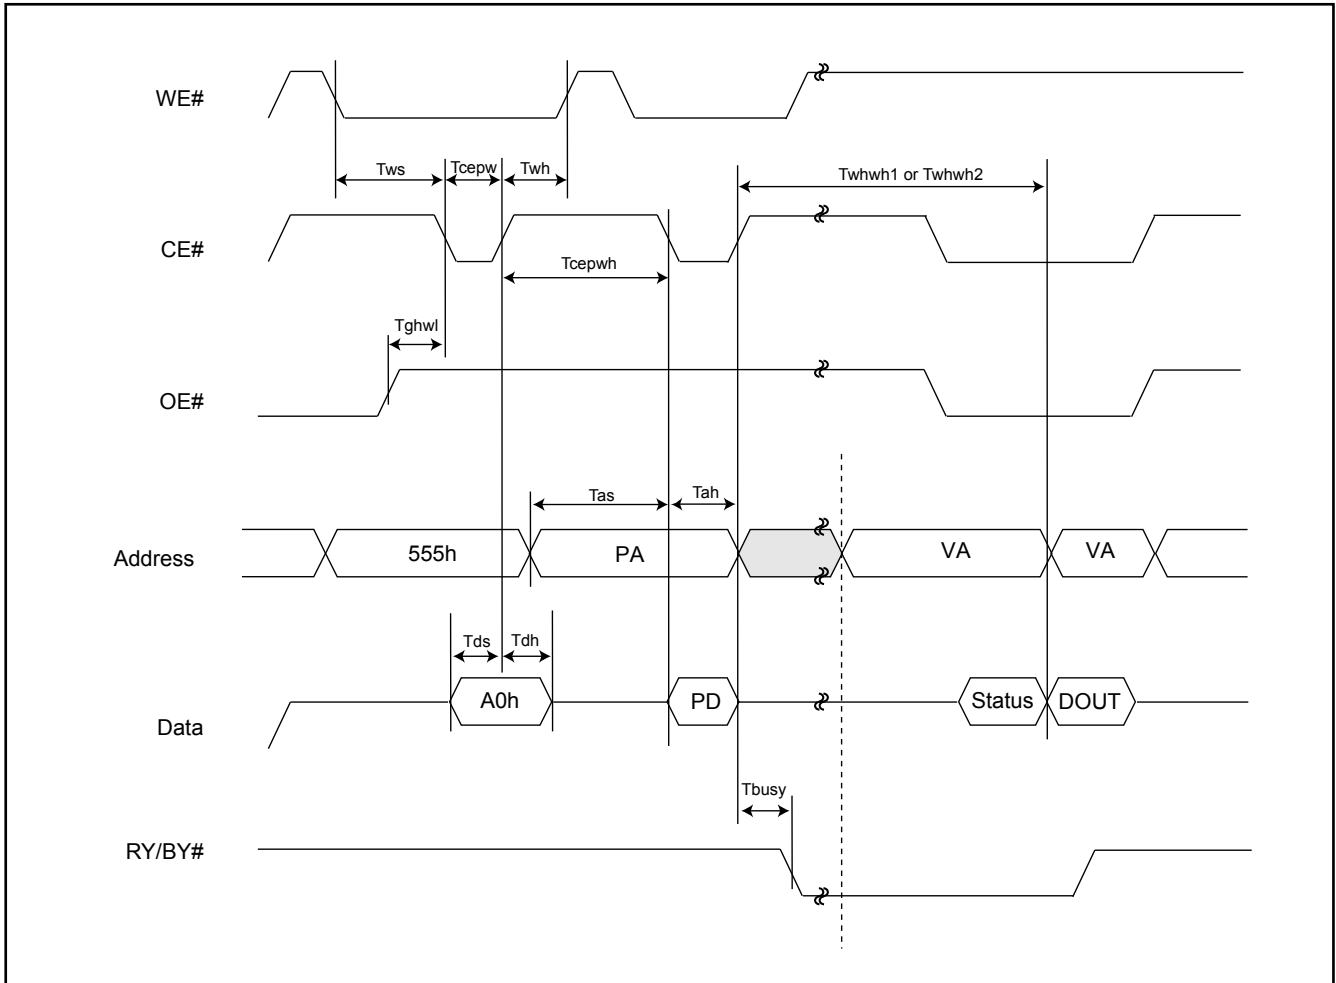 WE#
Tws Tcepw Twh Twhwh1 or Twhwh2
CE#
Tcepwh
Tghwl
OE#
Tas Tah
Address 555h PA VA VA
Tds Tdh
Data A0h PD Status DOUT
Tbusy
RY/BY#